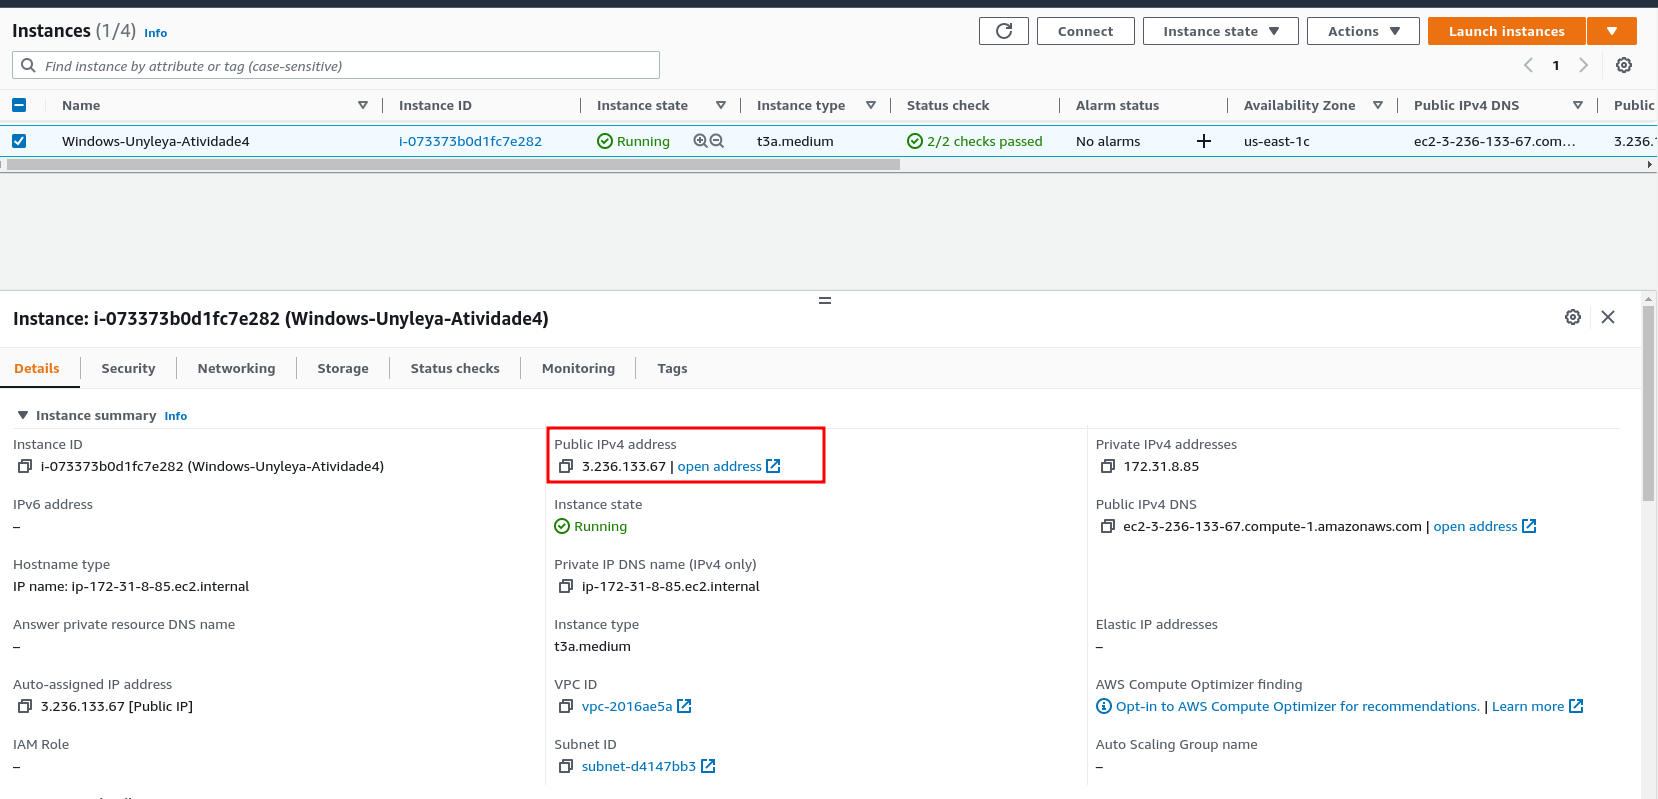 Instances (1/4) Info
Connect Instance state Actions Launch instances
Find instance by attribute or tag (case-sensitive)
1
Name Instance ID Instance state Instance type Status check Alarm status Availability Zone Public IPv4 DNS Public
Windows-Unyleya-Atividade4 i-073373b0d1fc7e282 Running t3a.medium 2/2 checks passed No alarms us-east-1c ec2-3-236-133-67.com... 3.236.
Instance: i-073373b0d1fc7e282 (Windows-Unyleya-Atividade4)
Details Security Networking Storage Status checks Monitoring Tags
Instance summary Info
Instance ID Public IPv4 address Private IPv4 addresses
i-073373b0d1fc7e282 (Windows-Unyleya-Atividade4) 3.236.133.67 | open address 172.31.8.85
IPv6 address Instance state Public IPv4 DNS
– Running ec2-3-236-133-67.compute-1.amazonaws.com | open address
Hostname type Private IP DNS name (IPv4 only)
IP name: ip-172-31-8-85.ec2.internal ip-172-31-8-85.ec2.internal
Answer private resource DNS name Instance type Elastic IP addresses
– t3a.medium –
Auto-assigned IP address VPC ID AWS Compute Optimizer finding
3.236.133.67 [Public IP] vpc-2016ae5a Opt-in to AWS Compute Optimizer for recommendations. | Learn more
IAM Role Subnet ID Auto Scaling Group name
– subnet-d4147bb3 –